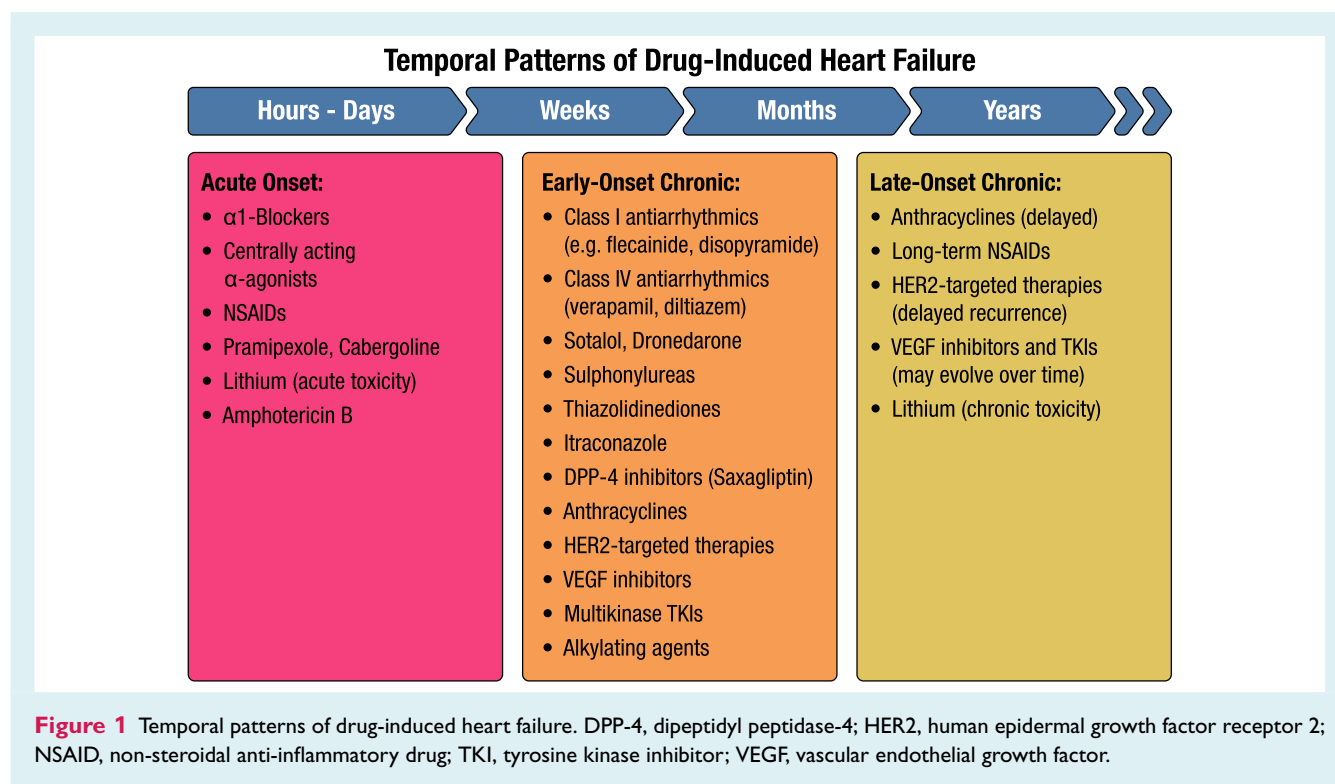 Temporal Patterns of Drug-Induced Heart Failure
Hours - Days
Weeks
Months
Years
Acute Onset:
• α1-Blockers
• Centrally acting
α-agonists
• NSAIDs
• Pramipexole, Cabergoline
• Lithium (acute toxicity)
• Amphotericin B
Early-Onset Chronic:
• Class I antiarrhythmics
(e.g. flecainide, disopyramide)
• Class IV antiarrhythmics
(verapamil, diltiazem)
• Sotalol, Dronedarone
• Sulphonylureas
• Thiazolidinediones
• Itraconazole
• DPP-4 inhibitors (Saxagliptin)
• Anthracyclines
• HER2-targeted therapies
• VEGF inhibitors
• Multikinase TKIs
• Alkylating agents
Late-Onset Chronic:
• Anthracyclines (delayed)
• Long-term NSAIDs
• HER2-targeted therapies
(delayed recurrence)
• VEGF inhibitors and TKIs
(may evolve over time)
• Lithium (chronic toxicity)
Figure 1 Temporal patterns of drug-induced heart failure. DPP-4, dipeptidyl peptidase-4; HER2, human epidermal growth factor receptor 2;
NSAID, non-steroidal anti-inflammatory drug; TKI, tyrosine kinase inhibitor; VEGF, vascular endothelial growth factor.